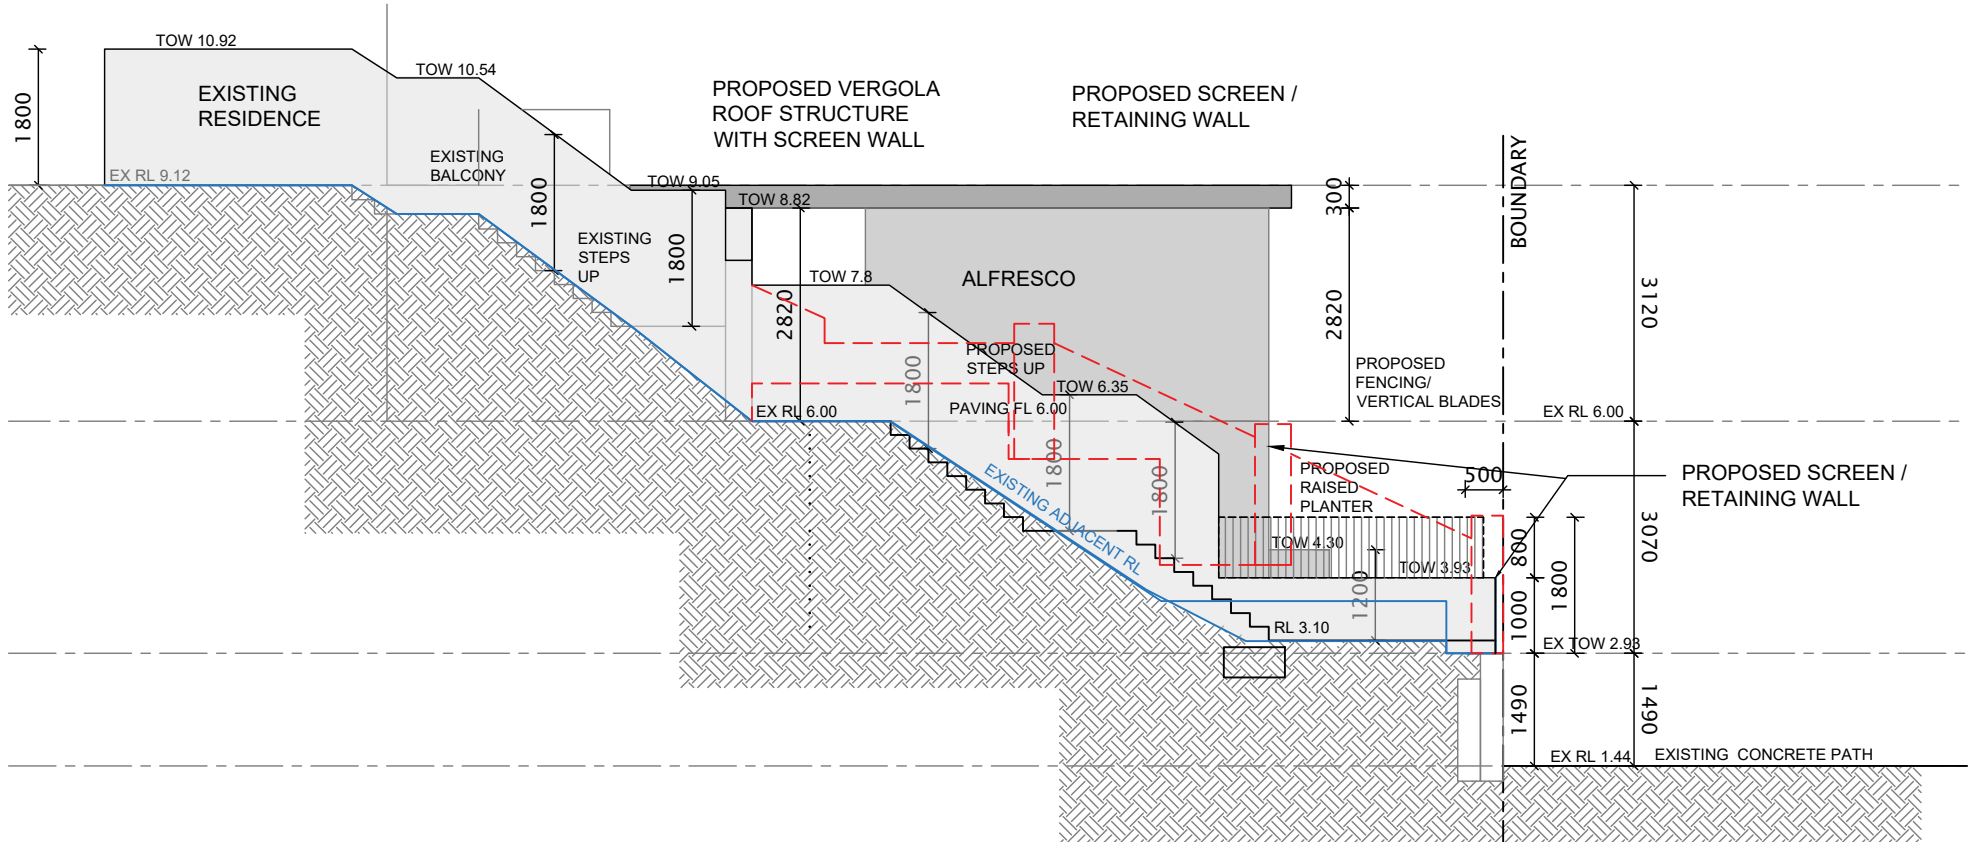 TOW 10.92
TOW 10.54
EXISTING
RESIDENCE
1800
EX RL 9.12
EXISTING
BALCONY
1800
EXISTING
STEPS
UP
1800
PROPOSED VERGOLA
ROOF STRUCTURE
WITH SCREEN WALL
PROPOSED SCREEN /
RETAINING WALL
BOUNDARY
TOW 9.05
TOW 8.82
300
TOW 7.8
ALFRESCO
2820
2820
3120
PROPOSED
STEPS UP
1800
TOW 6.35
PROPOSED
FENCING/
VERTICAL BLADES
EX RL 6.00
PAVING FL 6.00
EX RL 6.00
EXISTING ADJACENT RL
1800
1800
PROPOSED
RAISED
PLANTER
500
PROPOSED SCREEN /
RETAINING WALL
TOW 4.30
TOW 3.93
1200
800
1800
3070
1000
RL 3.10
EX TOW 2.93
1490
1490
EX RL 1.44
EXISTING CONCRETE PATH